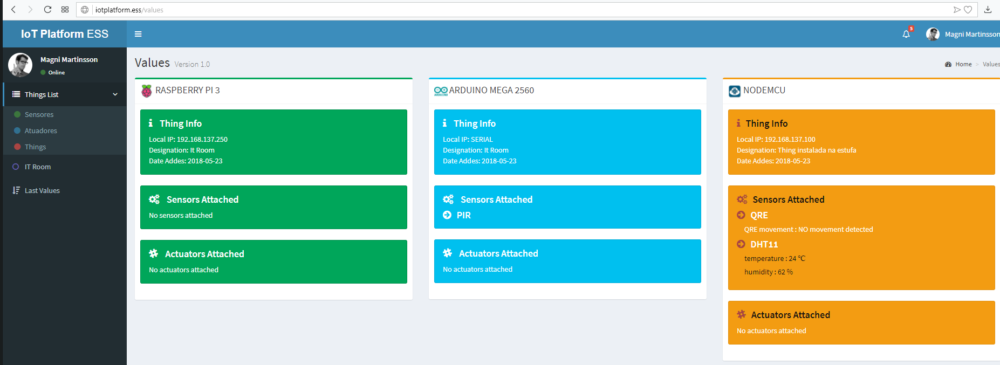 iotplatform.ess/values
IoT Platform ESS
5
Magni Martinsson
Magni Martinsson
Online
Things List
Sensores
Atuadores
Things
IT Room
Last Values
Values Version 1.0
Home > Values
RASPBERRY PI 3
Thing Info
Local IP: 192.168.137.250
Designation: It Room
Date Addes: 2018-05-23
Sensors Attached
No sensors attached
Actuators Attached
No actuators attached
ARDUINO
ARDUINO MEGA 2560
Thing Info
Local IP: SERIAL
Designation: It Room
Date Addes: 2018-05-23
Sensors Attached
PIR
Actuators Attached
No actuators attached
NODEMCU
Thing Info
Local IP: 192.168.137.100
Designation: Thing instalada na estufa
Date Addes: 2018-05-23
Sensors Attached
QRE
QRE movement : NO movement detected
DHT11
temperature : 24 °C
humidity : 62 %
Actuators Attached
No actuators attached